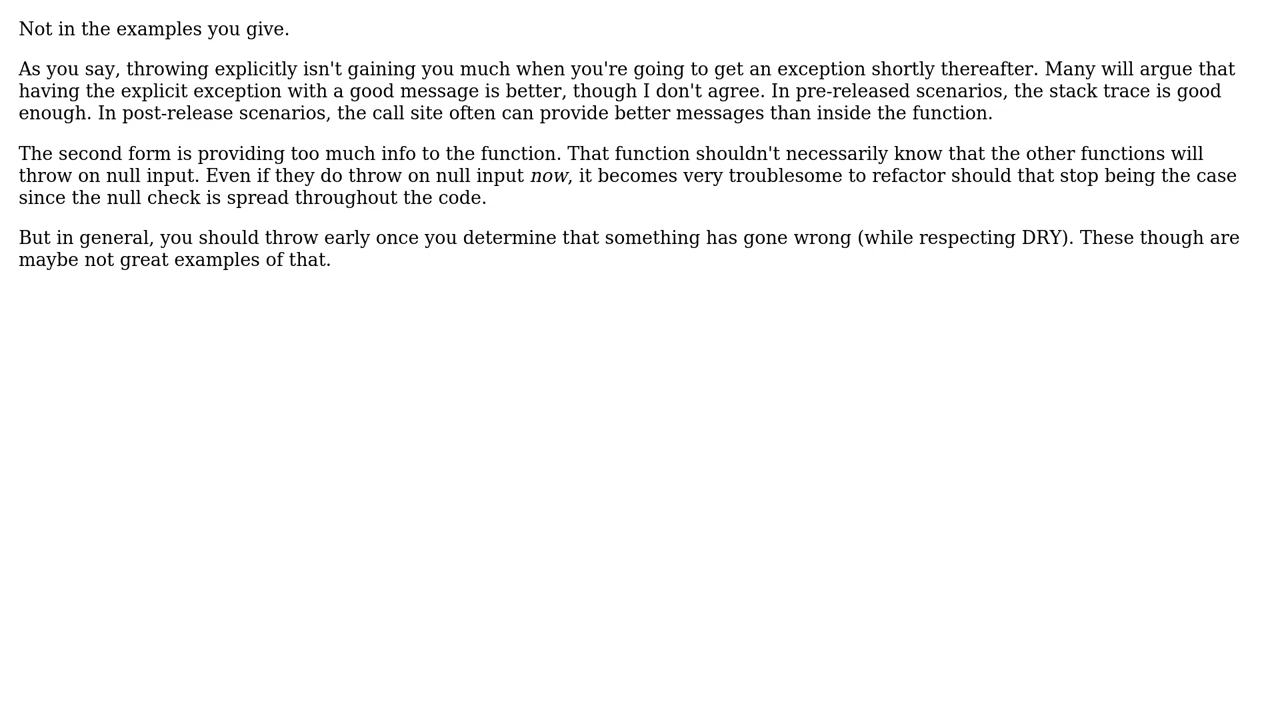 Not in the examples you give.
As you say, throwing explicitly isn't gaining you much when you're going to get an exception shortly thereafter. Many will argue that
having the explicit exception with a good message is better, though I don't agree. In pre-released scenarios, the stack trace is good
enough. In post-release scenarios, the call site often can provide better messages than inside the function.
The second form is providing too much info to the function. That function shouldn't necessarily know that the other functions will
throw on null input. Even if they do throw on null input now, it becomes very troublesome to refactor should that stop being the case
since the null check is spread throughout the code.
But in general, you should throw early once you determine that something has gone wrong (while respecting DRY). These though are
maybe not great examples of that.